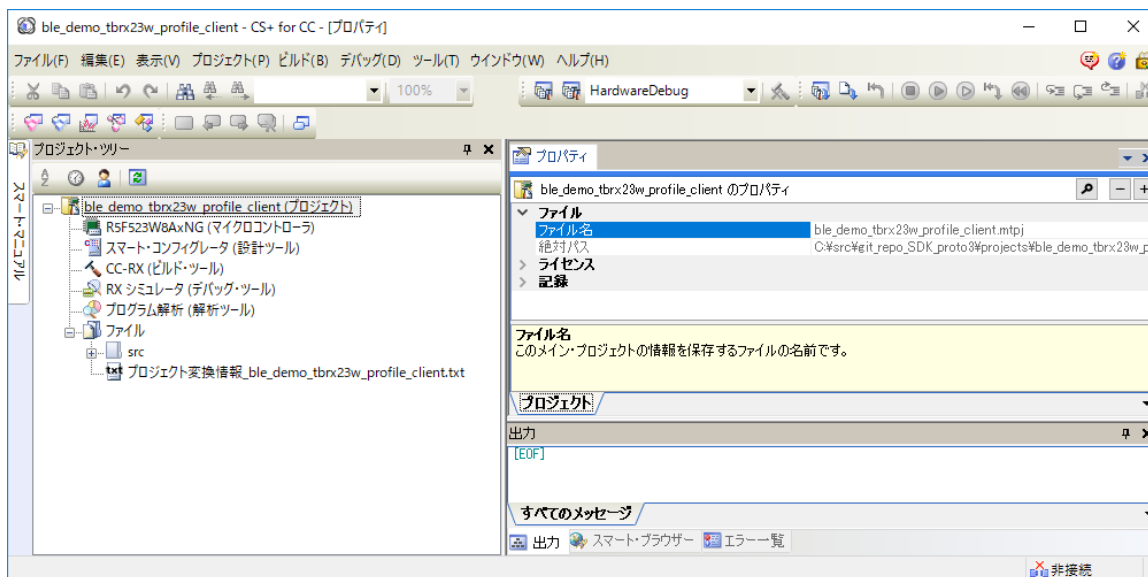 ble_demo_tbrx23w_profile_client - CS+ for CC - [プロパティ]
ファイル(F) 編集(E) 表示(V) プロジェクト(P) ビルド(B) デバッグ(D) ツール(T) ウインドウ(W) ヘルプ(H)
100% HardwareDebug
スマート・マニュアル
プロジェクト・ツリー
ble_demo_tbrx23w_profile_client (プロジェクト)
R5F523W8AxNG (マイクロコントローラ)
スマート・コンフィグレータ (設計ツール)
CC-RX (ビルド・ツール)
RX シミュレータ (デバッグ・ツール)
プログラム解析 (解析ツール)
ファイル
src
プロジェクト変換情報_ble_demo_tbrx23w_profile_client.txt
プロパティ
ble_demo_tbrx23w_profile_client のプロパティ
ファイル
ファイル名 ble_demo_tbrx23w_profile_client.mtpj
絶対パス C:¥src¥git_repo_SDK_proto3¥projects¥ble_demo_tbrx23w_p
ライセンス
記録
ファイル名
このメイン・プロジェクトの情報を保存するファイルの名前です。
プロジェクト
出力
[EOF]
すべてのメッセージ
出力 スマート・ブラウザー エラー一覧
非接続